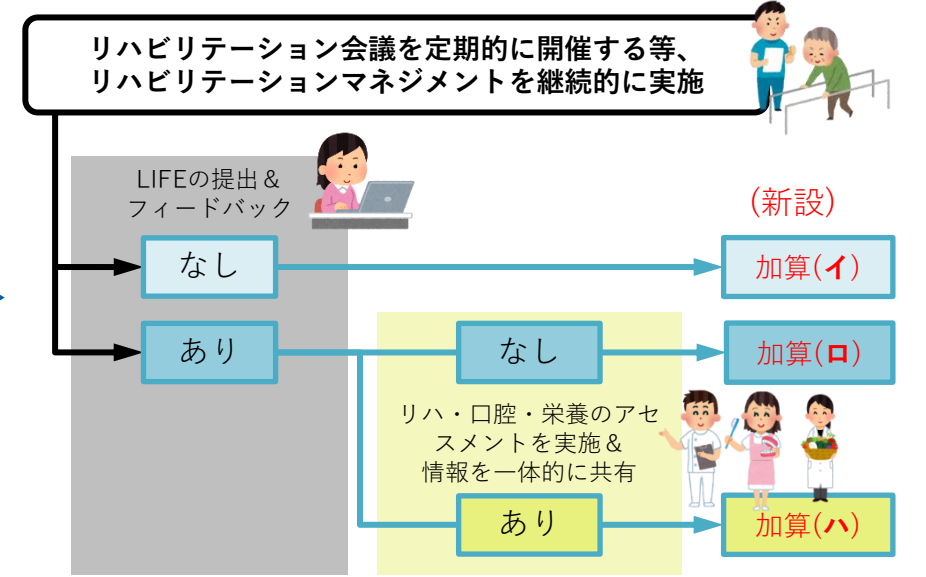 リハビリテーション会議を定期的に開催する等、
リハビリテーションマネジメントを継続的に実施
LIFEの提出＆
フィードバック
(新設)
なし
加算(イ)
あり
なし
加算(ロ)
リハ・口腔・栄養のアセ
スメントを実施＆
情報を一体的に共有
あり
加算(ハ)